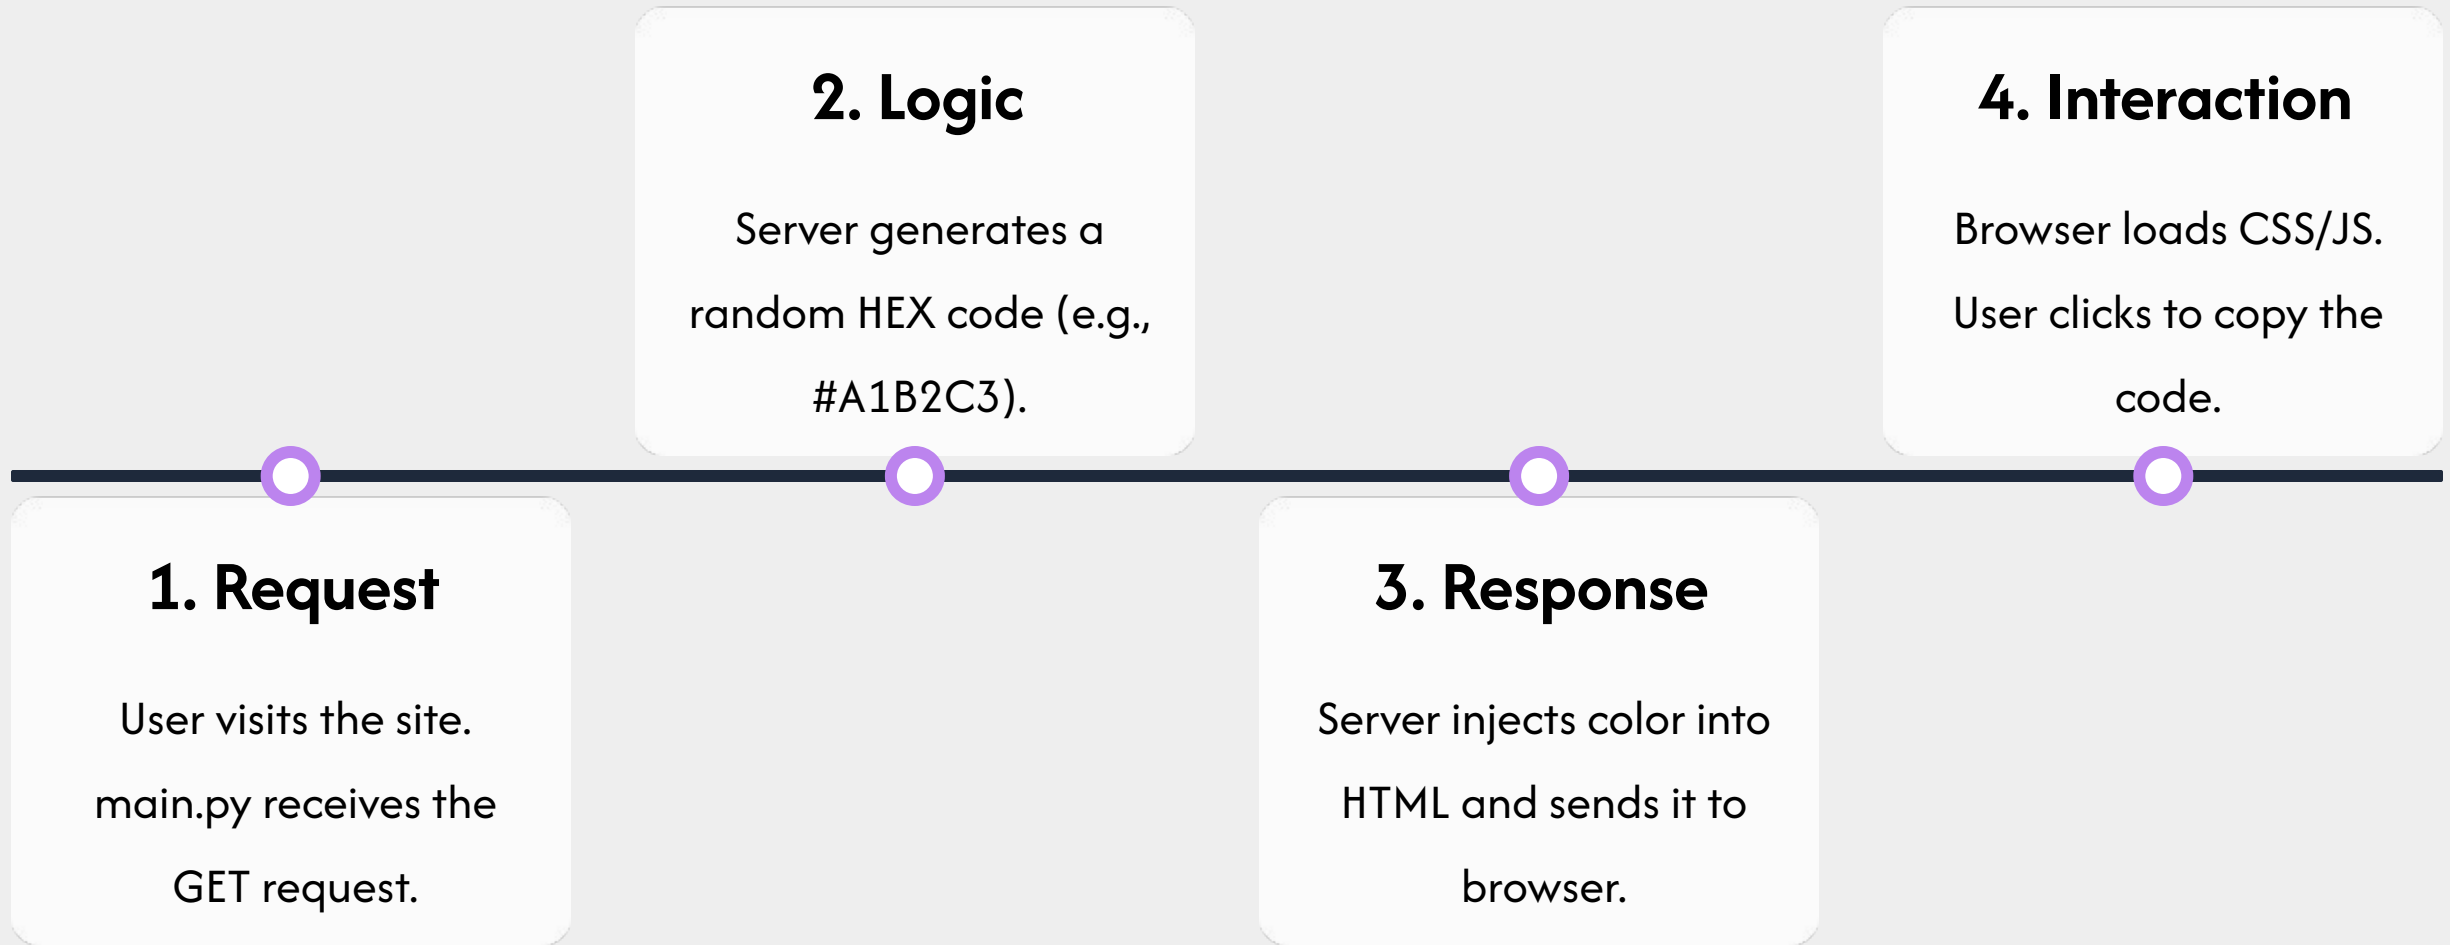 1. Request
User visits the site.
main.py receives the
GET request.
2. Logic
Server generates a
random HEX code (e.g.,
#A1B2C3).
3. Response
Server injects color into
HTML and sends it to
browser.
4. Interaction
Browser loads CSS/JS.
User clicks to copy the
code.